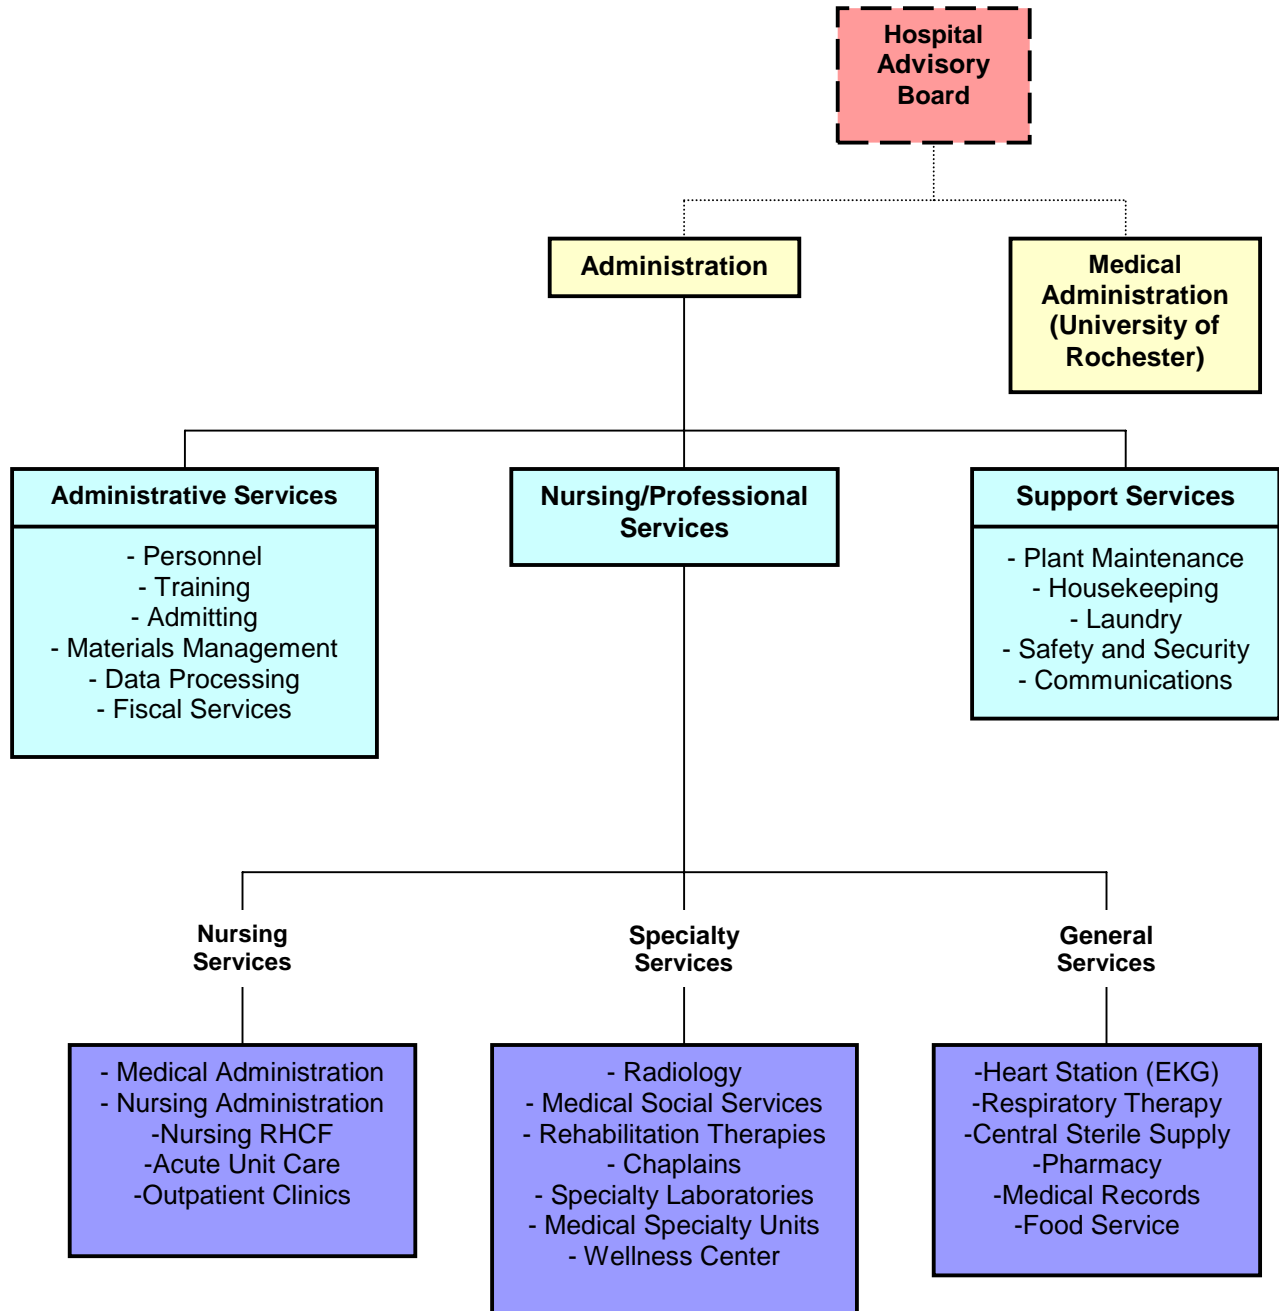 Hospital
Advisory
Board
Administration
Medical
Administration
(University of
Rochester)
Administrative Services
- Personnel
- Training
- Admitting
- Materials Management
- Data Processing
- Fiscal Services
Nursing/Professional
Services
Support Services
- Plant Maintenance
- Housekeeping
- Laundry
- Safety and Security
- Communications
Nursing
Services
Specialty
Services
General
Services
- Medical Administration
- Nursing Administration
-Nursing RHCF
-Acute Unit Care
-Outpatient Clinics
- Radiology
- Medical Social Services
- Rehabilitation Therapies
- Chaplains
- Specialty Laboratories
- Medical Specialty Units
- Wellness Center
-Heart Station (EKG)
-Respiratory Therapy
-Central Sterile Supply
-Pharmacy
-Medical Records
-Food Service